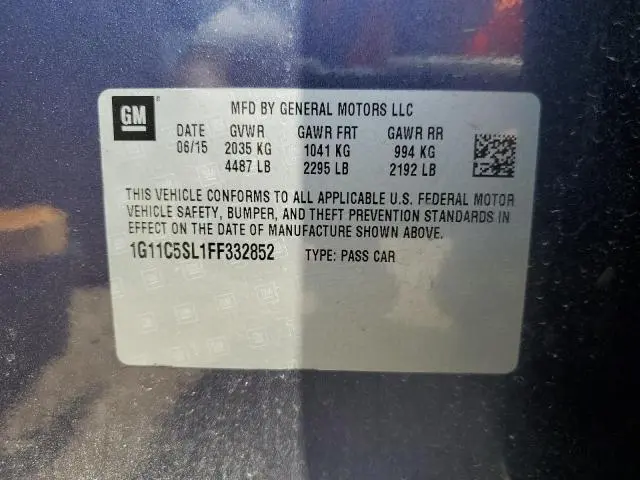 GM ® MFD BY GENERAL MOTORS LLC
DATE GVWR GAWR FRT GAWR RR
06/15 2035 KG 1041 KG 994 KG
4487 LB 2295 LB 2192 LB
THIS VEHICLE CONFORMS TO ALL APPLICABLE U.S. FEDERAL MOTOR
VEHICLE SAFETY, BUMPER, AND THEFT PREVENTION STANDARDS IN
EFFECT ON THE DATE OF MANUFACTURE SHOWN ABOVE.
1G11C5SL1FF332852 TYPE: PASS CAR